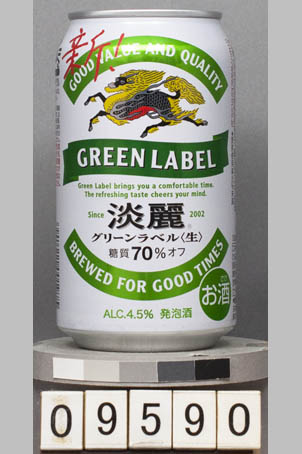 新!
GOOD VALUE AND QUALITY
GREEN LABEL
Green Label brings you a comfortable time.
The refreshing taste cheers your mind.
Since 淡麗 2002
グリーンラベル〈生〉
糖質70%オフ
BREWED FOR GOOD TIMES
お酒
ALC.4.5% 発泡酒
09590